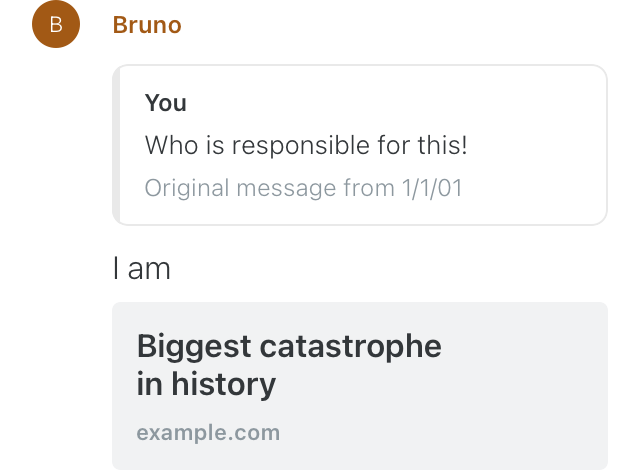 B
Bruno
You
Who is responsible for this!
Original message from 1/1/01
I am
Biggest catastrophe
in history
example.com